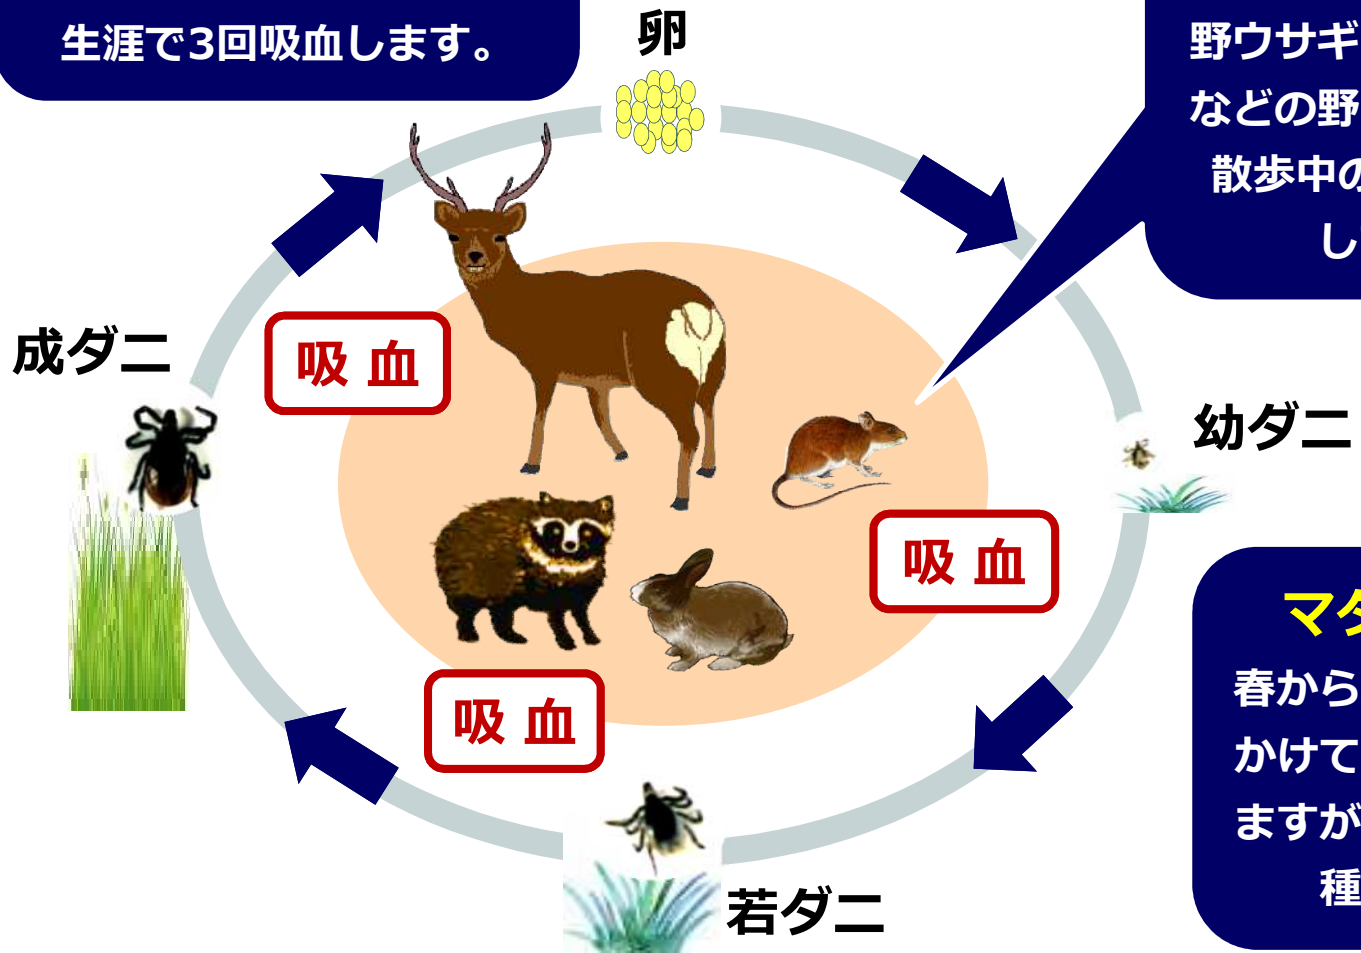 生涯で3回吸血します。
卵
野ウサギ
などの野
散歩中の
し
成ダニ
吸血
幼ダニ
吸血
マダ
春から
かけて
ますが
種
吸血
若ダニ